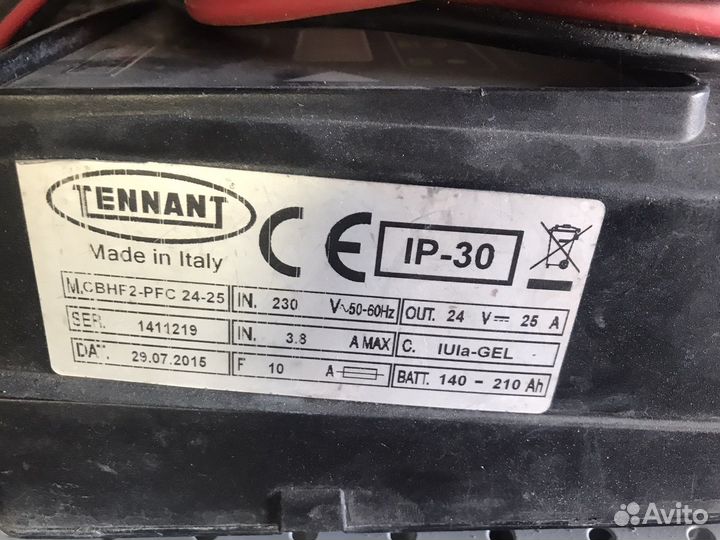 TENNANT
Made in Italy
CE
IP-30
M. CBHF2-PFC 24-25
IN. 230 V~50-60Hz
OUT. 24 V⎓ 25 A
SER. 1411219
IN. 3.8 A MAX
C. IUIa-GEL
DAT. 29.07.2015
F 10 A
BATT. 140 - 210 Ah
Avito